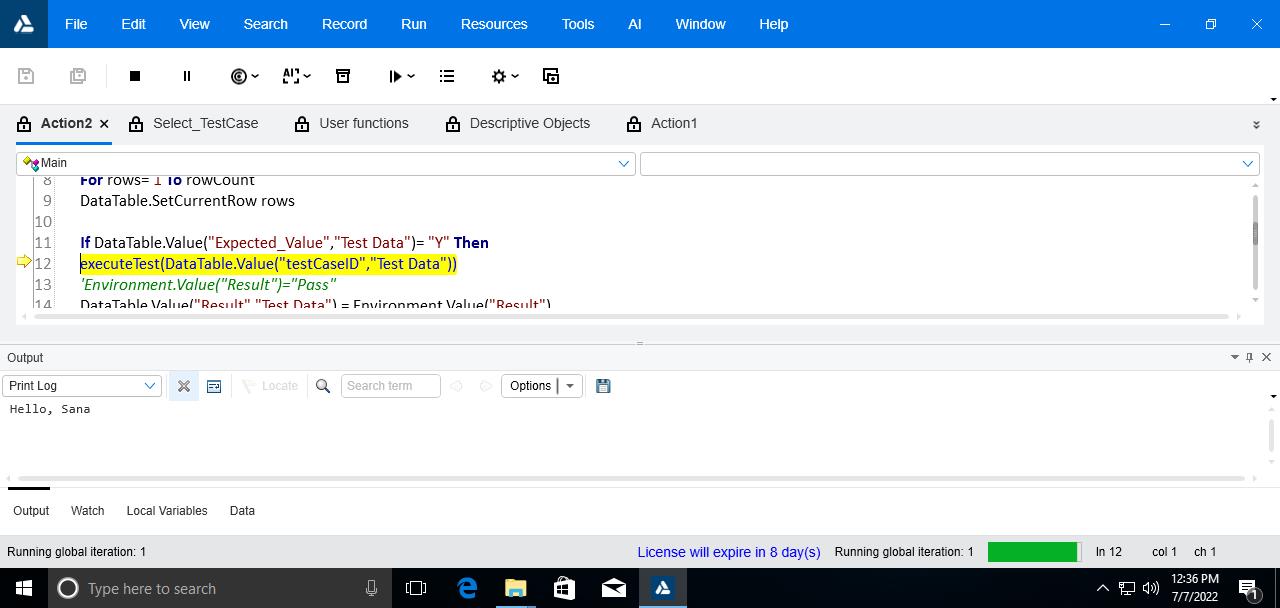 File Edit View Search Record Run Resources Tools AI Window Help
Action2 Select_TestCase User functions Descriptive Objects Action1
Main
8 For rows= 1 To rowCount
9 DataTable.SetCurrentRow rows
10
11 If DataTable.Value("Expected_Value","Test Data")= "Y" Then
12 executeTest(DataTable.Value("testCaseID","Test Data"))
13 'Environment.Value("Result")="Pass"
14 DataTable.Value("Result","Test Data") = Environment.Value("Result")
Output
Print Log Locate Search term Options
Hello, Sana
Output Watch Local Variables Data
Running global iteration: 1 License will expire in 8 day(s) Running global iteration: 1 ln 12 col 1 ch 1
Type here to search 12:36 PM
7/7/2022 1